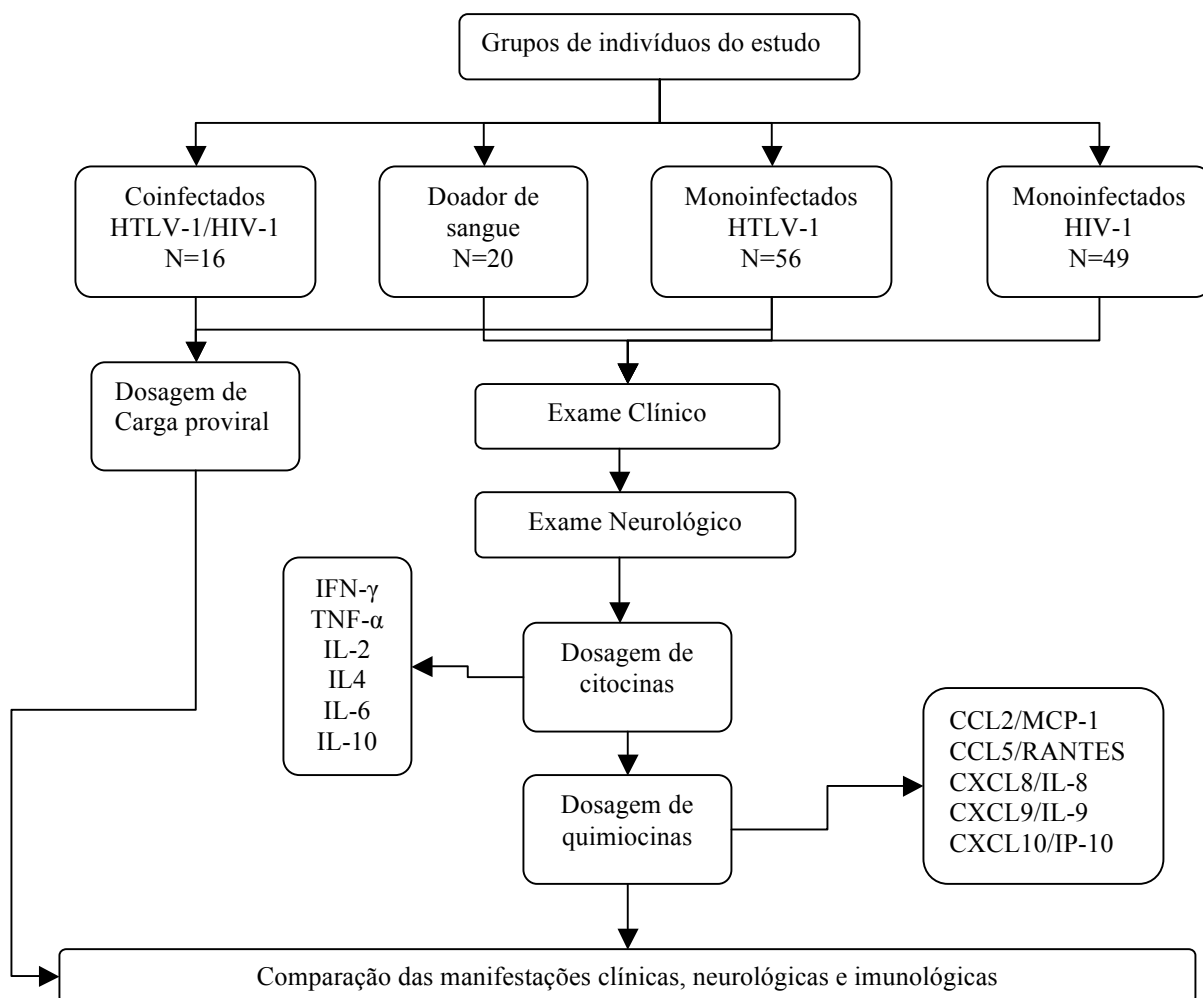 Grupos de indivíduos do estudo
Coinfectados
HTLV-1/HIV-1
N=16
Doador de
sangue
N=20
Monoinfectados
HTLV-1
N=56
Monoinfectados
HIV-1
N=49
Dosagem de
Carga proviral
Exame Clínico
Exame Neurológico
IFN-γ
TNF-α
IL-2
IL4
IL-6
IL-10
Dosagem de
citocinas
CCL2/MCP-1
CCL5/RANTES
CXCL8/IL-8
CXCL9/IL-9
CXCL10/IP-10
Dosagem de
quimiocinas
Comparação das manifestações clínicas, neurológicas e imunológicas